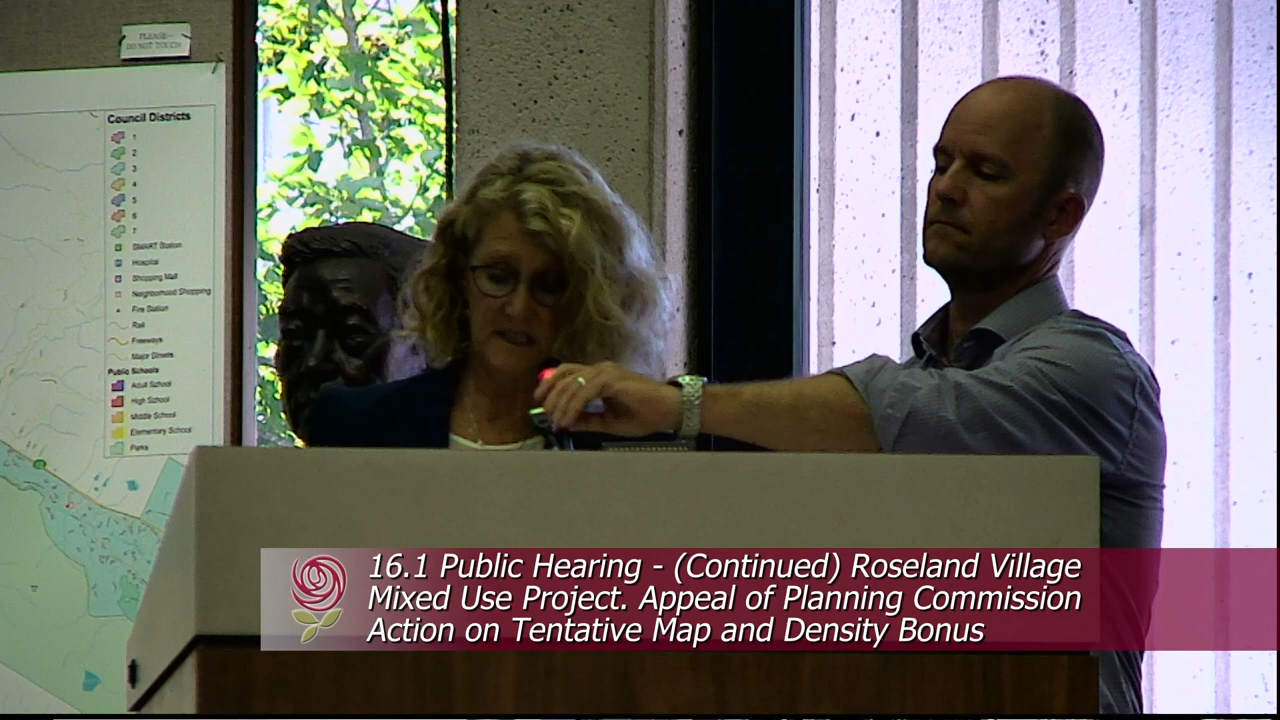 PLEASE
DO NOT TOUCH
Council Districts
1
2
3
4
5
6
7
SMART Station
Hospital
Shopping Mall
Neighborhood Shopping
Fire Station
Rail
Freeways
Major Streets
Public Schools
Adult School
High School
Middle School
Elementary School
Parks
16.1 Public Hearing - (Continued) Roseland Village
Mixed Use Project. Appeal of Planning Commission
Action on Tentative Map and Density Bonus